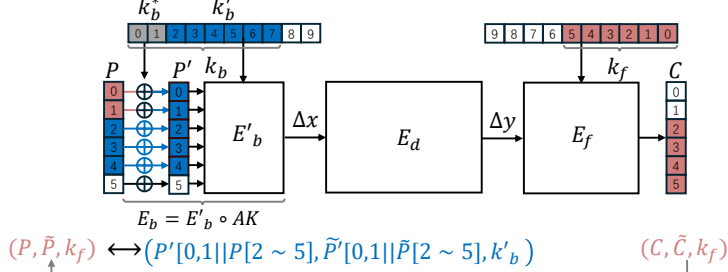 k*_b k'_b
0 1 2 3 4 5 6 7 8 9
9 8 7 6 5 4 3 2 1 0
k_b
k_f
P P' C
0 0 0
1 1 1
2 2 2
3 3 3
4 4 4
5 5 5
E'_b Δx E_d Δy E_f
E_b = E'_b ∘ AK
(P, P̃, k_f) ⟷ (P'[0,1||P[2 ~ 5], P̃'[0,1||P̃[2 ~ 5], k'_b) (C, C̃, k_f)